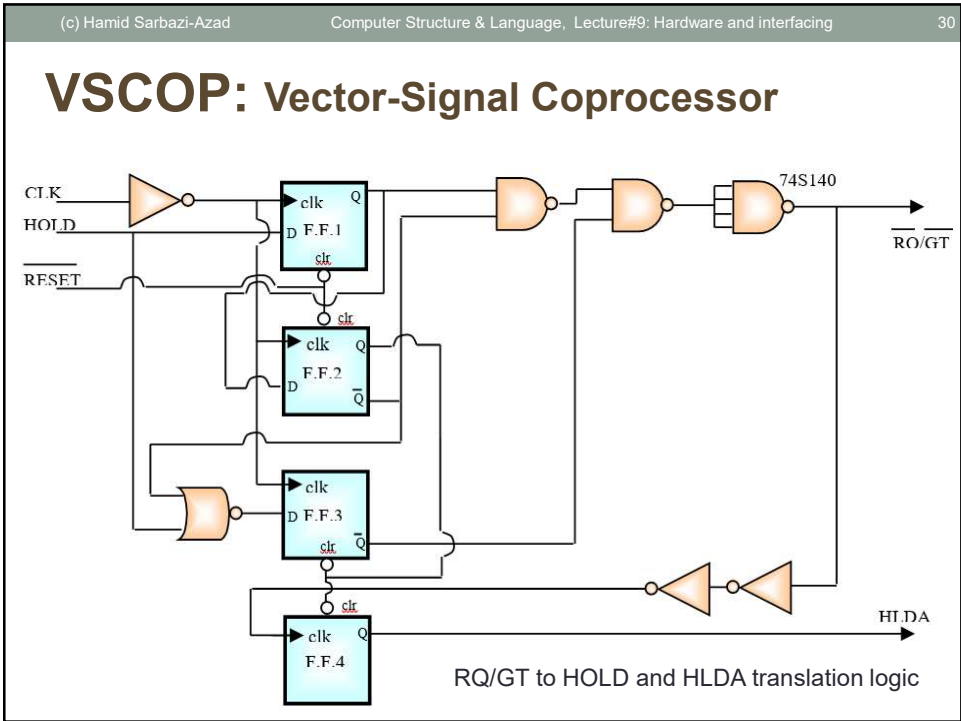 (c) Hamid Sarbazi-Azad Computer Structure & Language, Lecture#9: Hardware and interfacing 30
VSCOP: Vector-Signal Coprocessor
74S140
CLK
clk Q
HOLD
D F.F.1
RQ/GT
clr
RESET
clr
clk Q
F.F.2
D
Q
clk
D F.F.3
clr Q
clr
HLDA
clk Q
F.F.4
RQ/GT to HOLD and HLDA translation logic